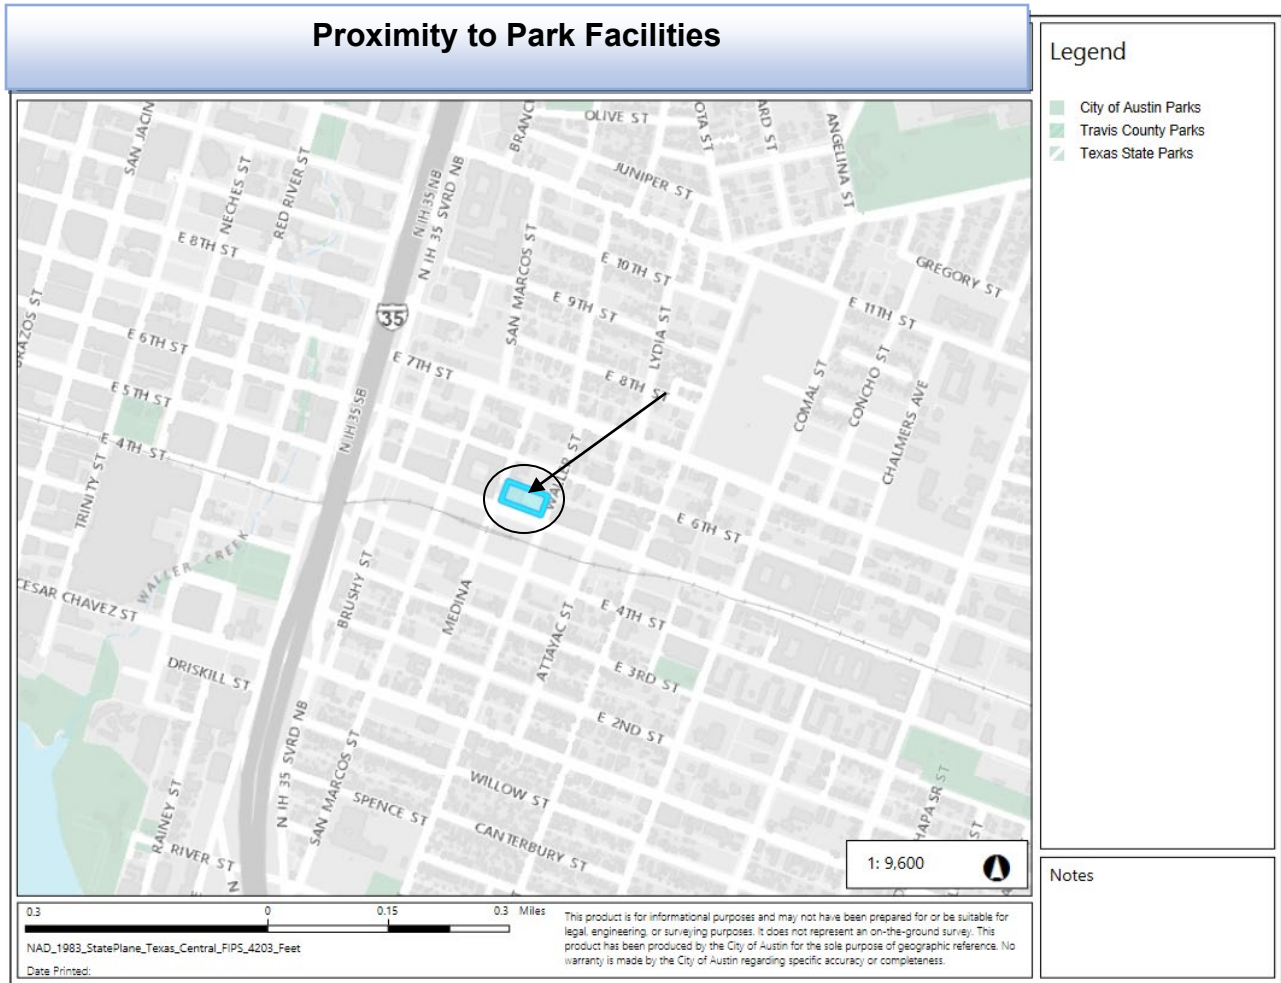 Proximity to Park Facilities
Legend
City of Austin Parks
Travis County Parks
Texas State Parks
OLIVE ST
ANGELINA ST
SAN JACIN
NECHES ST
RED RIVER ST
N IH 35 NB
N IH 35 SVRD NB
JUNIPER ST
E 8TH ST
SAN MARCOS ST
E 10TH ST
GREGORY ST
E 9TH ST
LYDIA ST
E 11TH ST
35
E 6TH ST
E 7TH ST
E 8TH ST
COMAL ST
CONCHO ST
CHALMERS AVE
E 5TH ST
N IH 35 SB
E 4TH ST
TRINITY ST
WALLER ST
E 6TH ST
WALLER CREEK
CESAR CHAVEZ ST
BRUSHY ST
MEDINA
ATTAYAC ST
E 4TH ST
DRISKILL ST
E 3RD ST
E 2ND ST
N IH 35 SVRD NB
SAN MARCOS ST
WILLOW ST
RAINEY ST
SPENCE ST
CANTERBURY ST
HAPA SR ST
RIVER ST
1: 9,600
Notes
0.3 0 0.15 0.3 Miles
NAD_1983_StatePlane_Texas_Central_FIPS_4203_Feet
Date Printed:
This product is for informational purposes and may not have been prepared for or be suitable for
legal, engineering, or surveying purposes. It does not represent an on-the-ground survey. This
product has been produced by the City of Austin for the sole purpose of geographic reference. No
warranty is made by the City of Austin regarding specific accuracy or completeness.